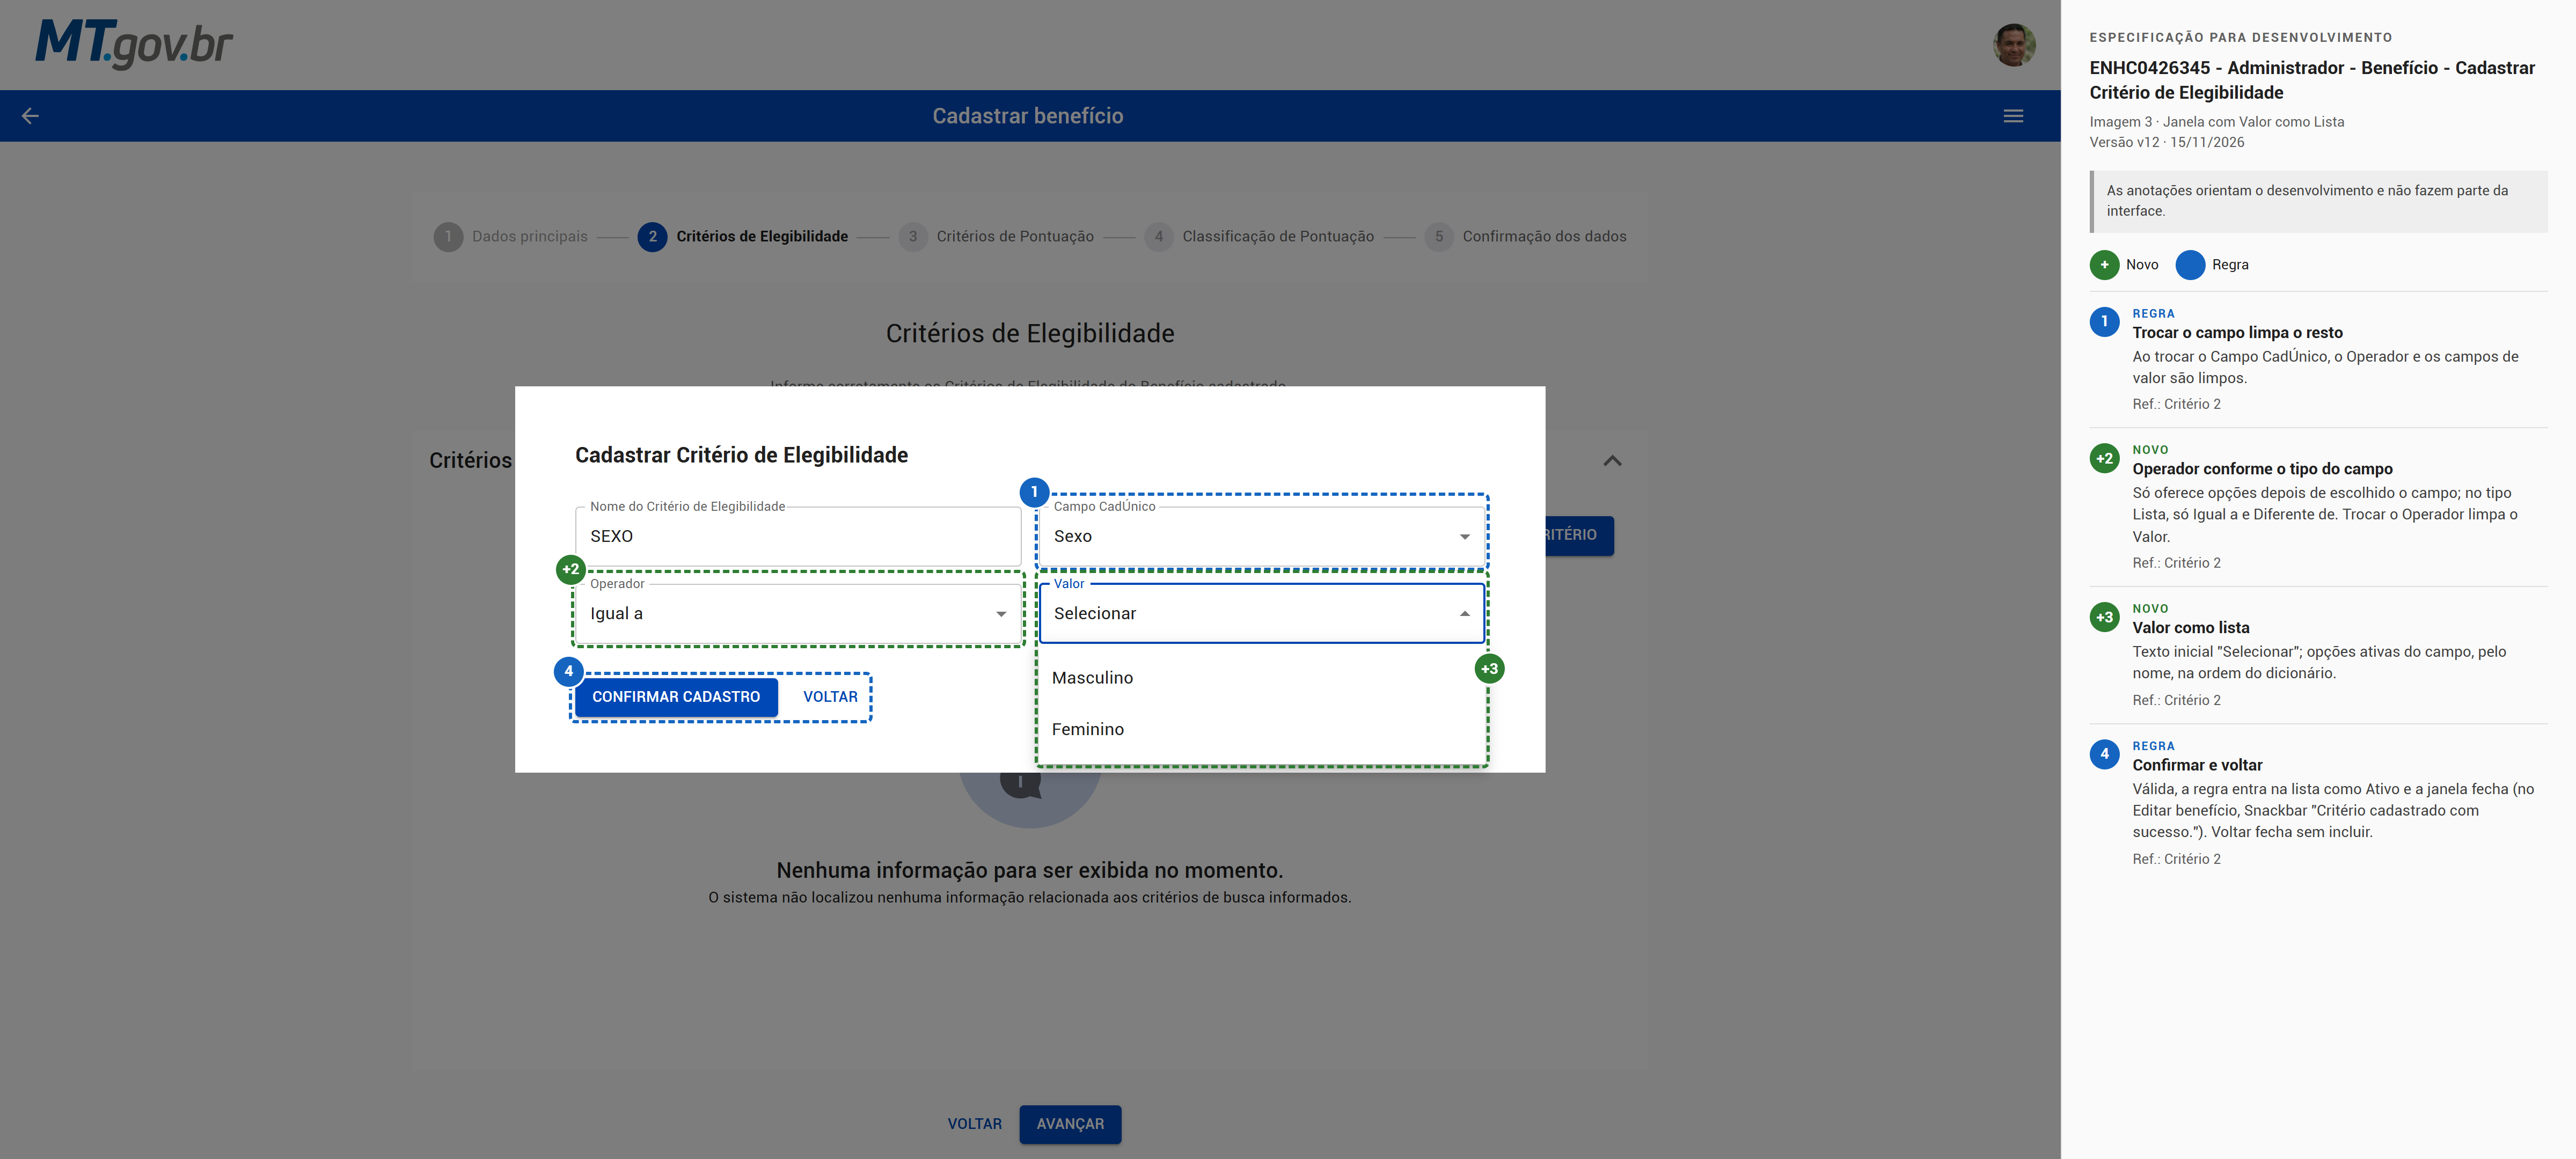 MT.gov.br
Cadastrar benefício
1 Dados principais
2 Critérios de Elegibilidade
3 Critérios de Pontuação
4 Classificação de Pontuação
5 Confirmação dos dados
Critérios de Elegibilidade
Informe corretamente os Critérios de Elegibilidade do Benefício cadastrado
Critérios
RITÉRIO
Cadastrar Critério de Elegibilidade
Nome do Critério de Elegibilidade
SEXO
1
Campo CadÚnico
Sexo
+2
Operador
Igual a
Valor
Selecionar
+3
Masculino
Feminino
4
CONFIRMAR CADASTRO
VOLTAR
Nenhuma informação para ser exibida no momento.
O sistema não localizou nenhuma informação relacionada aos critérios de busca informados.
VOLTAR
AVANÇAR
ESPECIFICAÇÃO PARA DESENVOLVIMENTO
ENHC0426345 - Administrador - Benefício - Cadastrar
Critério de Elegibilidade
Imagem 3 · Janela com Valor como Lista
Versão v12 · 15/11/2026
As anotações orientam o desenvolvimento e não fazem parte da
interface.
+ Novo
Regra
1
REGRA
Trocar o campo limpa o resto
Ao trocar o Campo CadÚnico, o Operador e os campos de
valor são limpos.
Ref.: Critério 2
+2
NOVO
Operador conforme o tipo do campo
Só oferece opções depois de escolhido o campo; no tipo
Lista, só Igual a e Diferente de. Trocar o Operador limpa o
Valor.
Ref.: Critério 2
+3
NOVO
Valor como lista
Texto inicial "Selecionar"; opções ativas do campo, pelo
nome, na ordem do dicionário.
Ref.: Critério 2
4
REGRA
Confirmar e voltar
Válida, a regra entra na lista como Ativo e a janela fecha (no
Editar benefício, Snackbar "Critério cadastrado com
sucesso."). Voltar fecha sem incluir.
Ref.: Critério 2